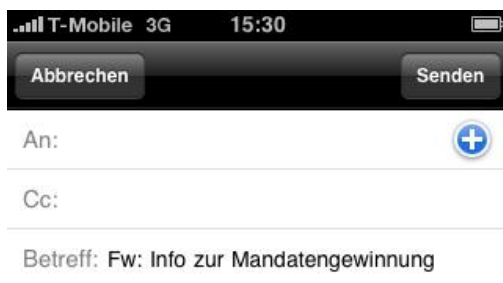 T-Mobile 3G 15:30
Abbrechen Senden
An:
Cc:
Betreff: Fw: Info zur Mandatengewinnung